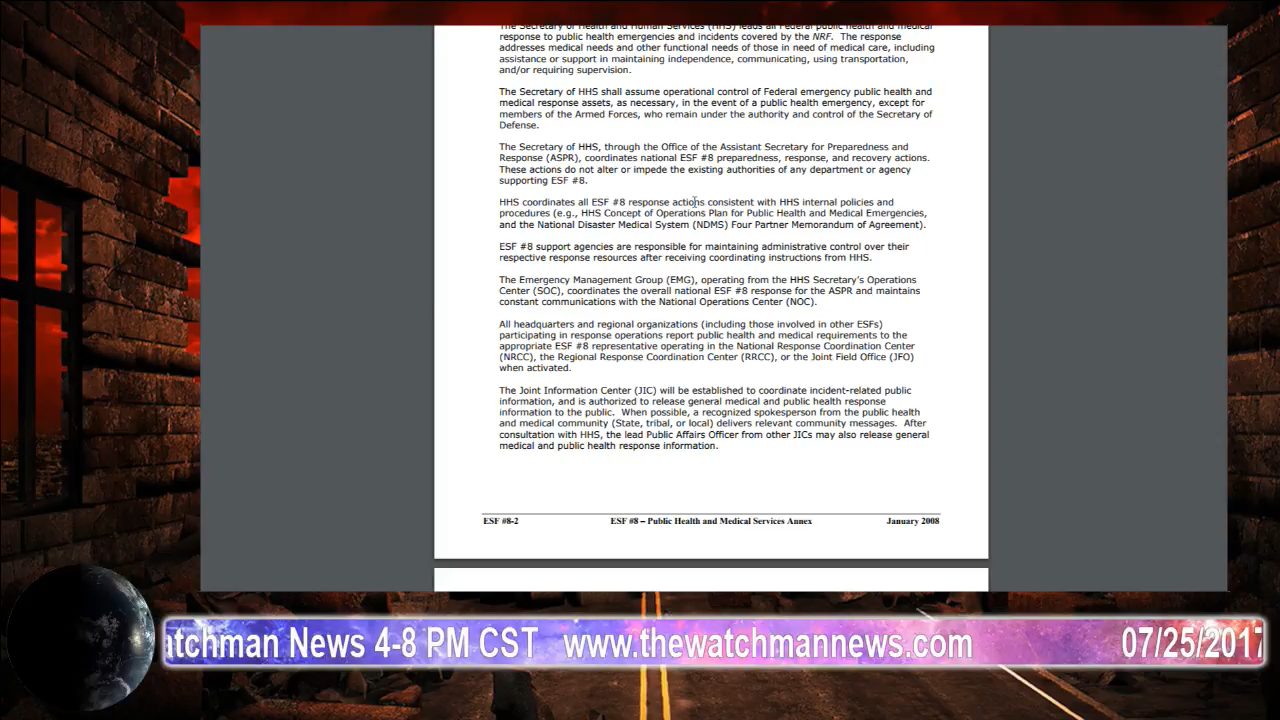 The Secretary of Health and Human Services (HHS) leads all Federal public health and medical
response to public health emergencies and incidents covered by the NRF. The response
addresses medical needs and other functional needs of those in need of medical care, including
assistance or support in maintaining independence, communicating, using transportation,
and/or requiring supervision.
The Secretary of HHS shall assume operational control of Federal emergency public health and
medical response assets, as necessary, in the event of a public health emergency, except for
members of the Armed Forces, who remain under the authority and control of the Secretary of
Defense.
The Secretary of HHS, through the Office of the Assistant Secretary for Preparedness and
Response (ASPR), coordinates national ESF #8 preparedness, response, and recovery actions.
These actions do not alter or impede the existing authorities of any department or agency
supporting ESF #8.
HHS coordinates all ESF #8 response actions consistent with HHS internal policies and
procedures (e.g., HHS Concept of Operations Plan for Public Health and Medical Emergencies,
and the National Disaster Medical System (NDMS) Four Partner Memorandum of Agreement).
ESF #8 support agencies are responsible for maintaining administrative control over their
respective response resources after receiving coordinating instructions from HHS.
The Emergency Management Group (EMG), operating from the HHS Secretary's Operations
Center (SOC), coordinates the overall national ESF #8 response for the ASPR and maintains
constant communications with the National Operations Center (NOC).
All headquarters and regional organizations (including those involved in other ESFs)
participating in response operations report public health and medical requirements to the
appropriate ESF #8 representative operating in the National Response Coordination Center
(NRCC), the Regional Response Coordination Center (RRCC), or the Joint Field Office (JFO)
when activated.
The Joint Information Center (JIC) will be established to coordinate incident-related public
information, and is authorized to release general medical and public health response
information to the public. When possible, a recognized spokesperson from the public health
and medical community (State, tribal, or local) delivers relevant community messages. After
consultation with HHS, the lead Public Affairs Officer from other JICs may also release general
medical and public health response information.
ESF #8-2 ESF #8 – Public Health and Medical Services Annex January 2008
atchman News 4-8 PM CST www.thewatchmannews.com 07/25/2017